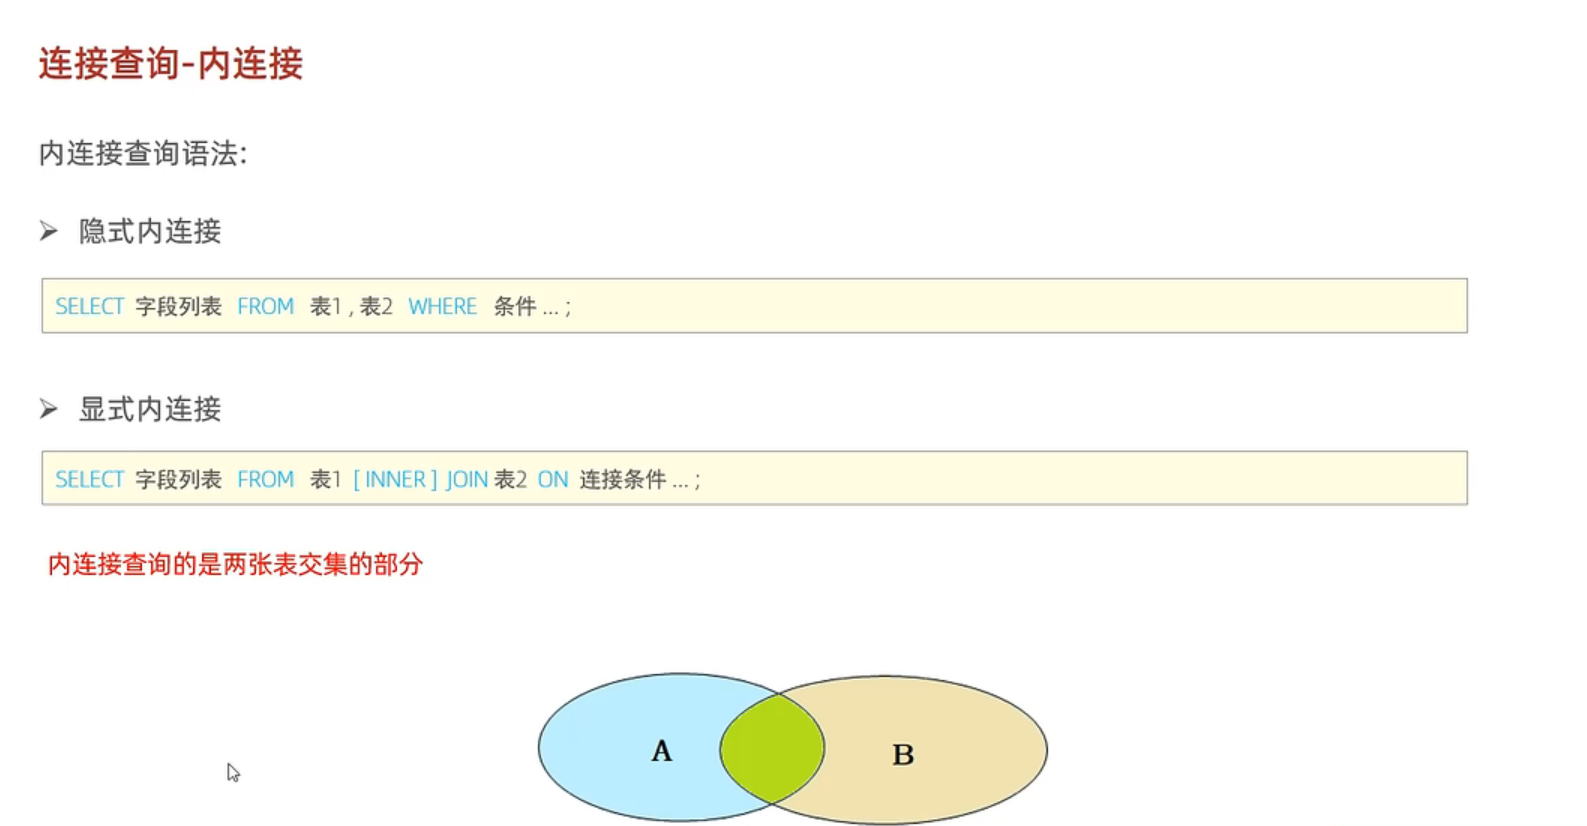 连接查询-内连接
内连接查询语法:
隐式内连接
SELECT 字段列表 FROM 表1 , 表2 WHERE 条件 ... ;
显式内连接
SELECT 字段列表 FROM 表1 [ INNER ] JOIN 表2 ON 连接条件 ... ;
内连接查询的是两张表交集的部分
A B